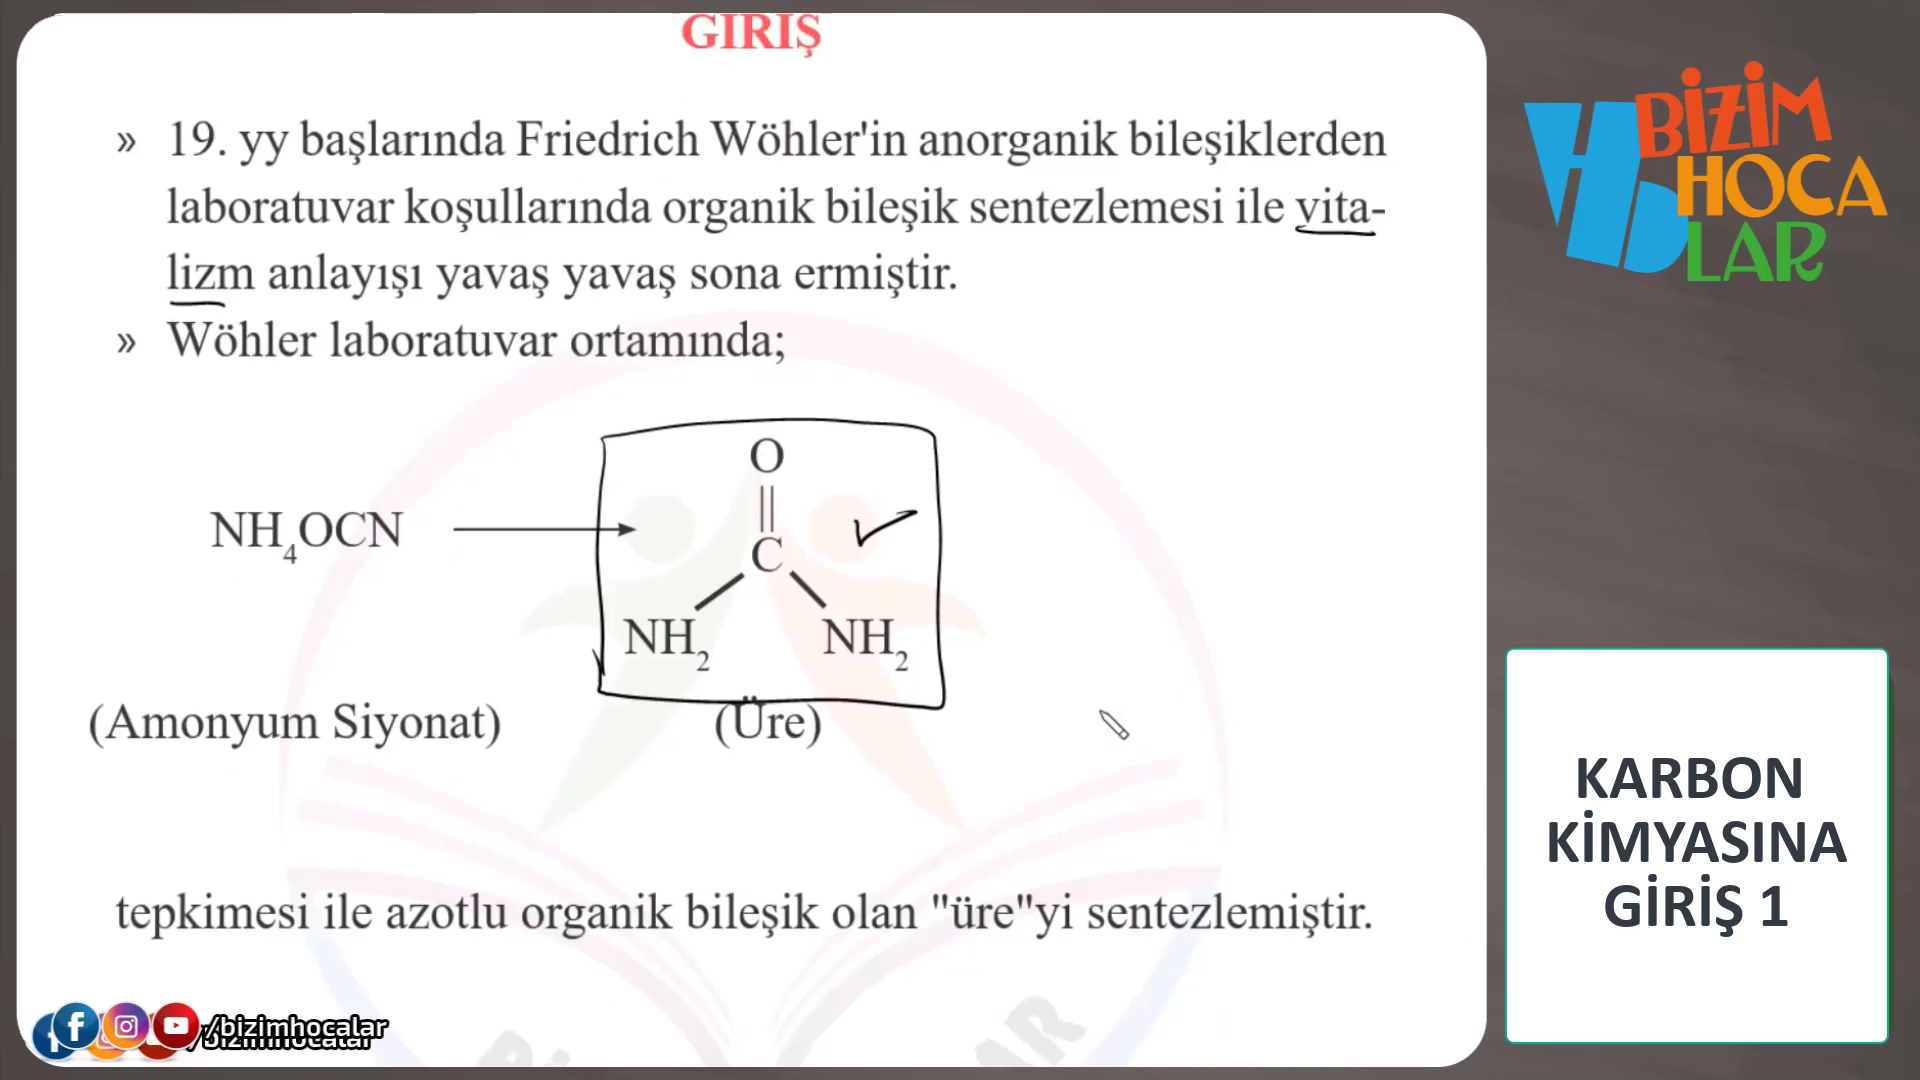 GİRİŞ
» 19. yy başlarında Friedrich Wöhler'in anorganik bileşiklerden
laboratuvar koşullarında organik bileşik sentezlemesi ile vita-
lizm anlayışı yavaş yavaş sona ermiştir.
» Wöhler laboratuvar ortamında;
O
NH₄OCN
C
NH₂ NH₂
(Amonyum Siyonat) (Üre)
tepkimesi ile azotlu organik bileşik olan "üre"yi sentezlemiştir.
/bizimhocalar
BİZİM
HOCA
LAR
KARBON
KİMYASINA
GİRİŞ 1